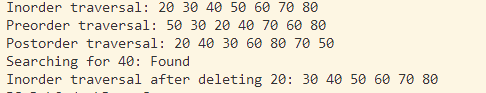 Inorder traversal: 20 30 40 50 60 70 80
Preorder traversal: 50 30 20 40 70 60 80
Postorder traversal: 20 40 30 60 80 70 50
Searching for 40: Found
Inorder traversal after deleting 20: 30 40 50 60 70 80